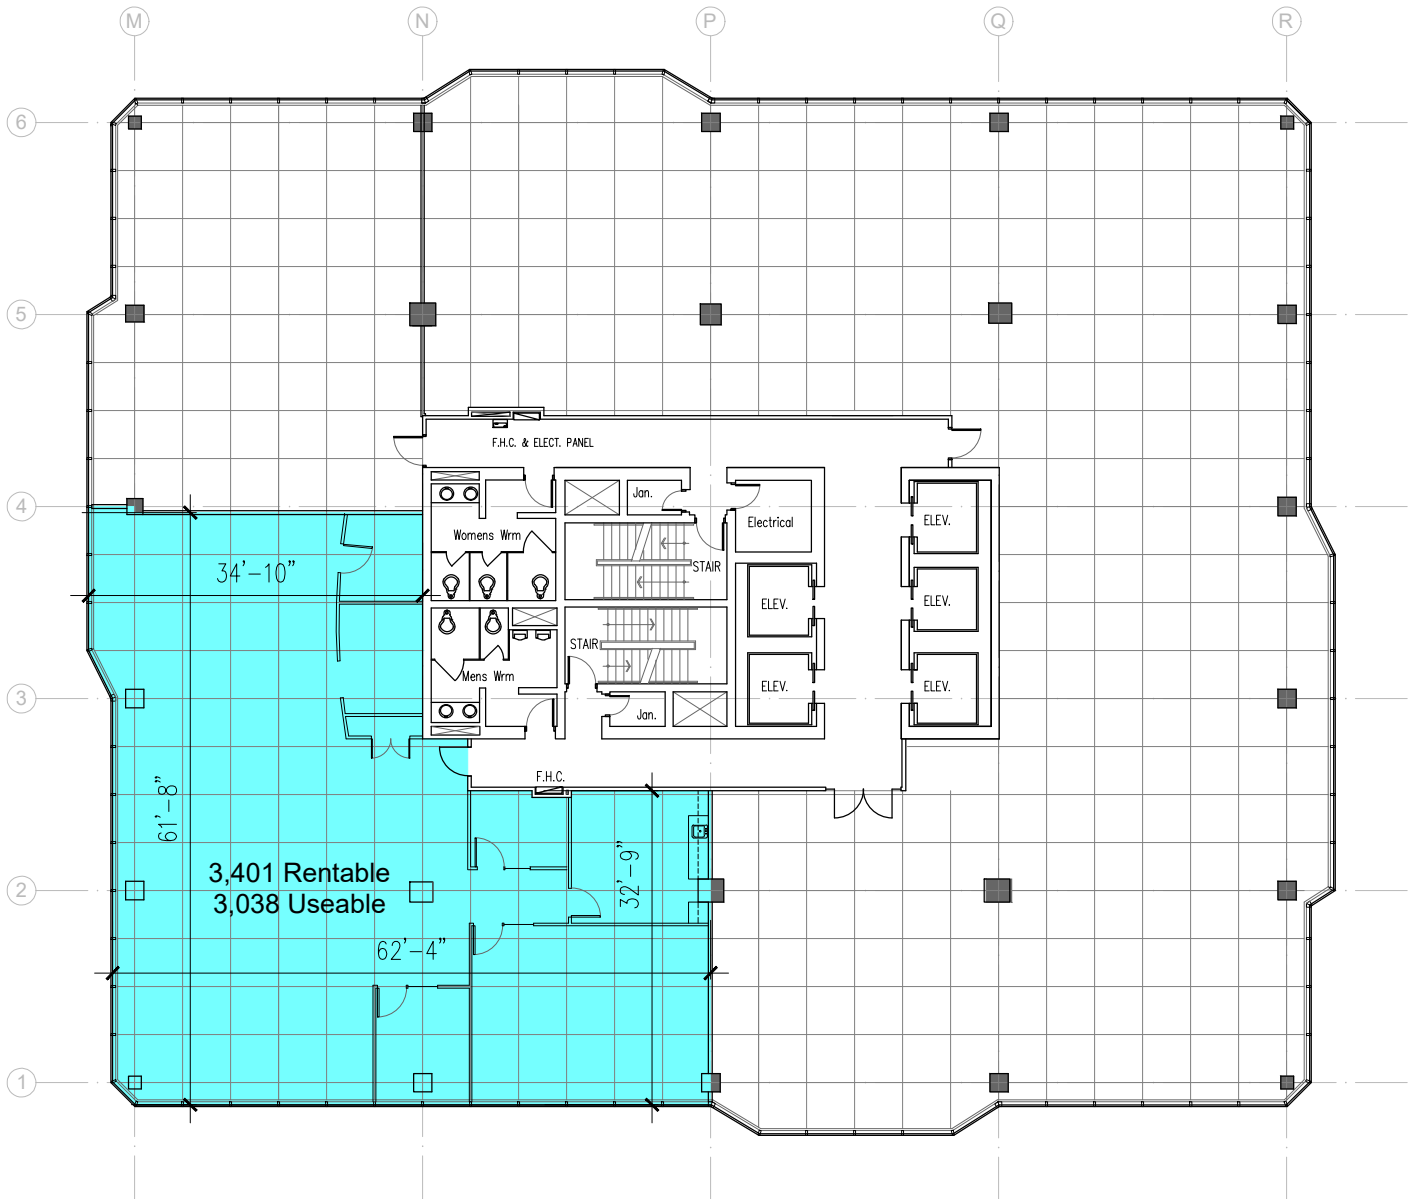 M N P Q R
6
5
F.H.C. & ELECT. PANEL
4
Jan.
Womens Wrm
Electrical
ELEV.
STAIR
34'-10"
ELEV.
ELEV.
STAIR
Mens Wrm
ELEV.
ELEV.
3
Jan.
F.H.C.
61'-8"
32'-9"
3,401 Rentable
3,038 Useable
2
62'-4"
1